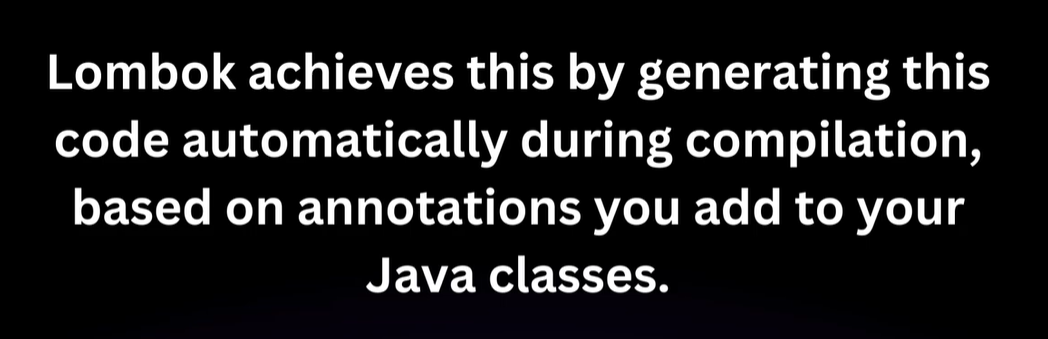 Lombok achieves this by generating this
code automatically during compilation,
based on annotations you add to your
Java classes.